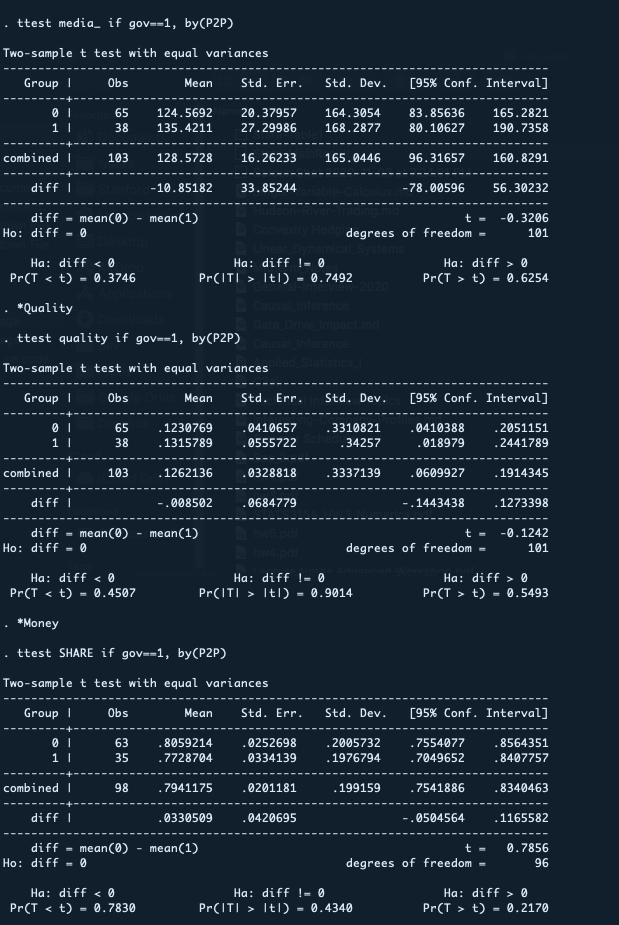 . ttest media_ if gov==1, by(P2P)
Two-sample t test with equal variances
------------------------------------------------------------------------------
   Group |     Obs        Mean    Std. Err.   Std. Dev.   [95% Conf. Interval]
---------+--------------------------------------------------------------------
       0 |      65    124.5692    20.37957    164.3054    83.85636    165.2821
       1 |      38    135.4211    27.29986    168.2877    80.10627    190.7358
---------+--------------------------------------------------------------------
combined |     103    128.5728    16.26233    165.0446    96.31657    160.8291
---------+--------------------------------------------------------------------
    diff |           -10.85182    33.85244               -78.00596    56.30232
------------------------------------------------------------------------------
    diff = mean(0) - mean(1)                                      t =  -0.3206
Ho: diff = 0                                     degrees of freedom =      101
    Ha: diff < 0                 Ha: diff != 0                 Ha: diff > 0
 Pr(T < t) = 0.3746         Pr(|T| > |t|) = 0.7492          Pr(T > t) = 0.6254
. *Quality
. ttest quality if gov==1, by(P2P)
Two-sample t test with equal variances
------------------------------------------------------------------------------
   Group |     Obs        Mean    Std. Err.   Std. Dev.   [95% Conf. Interval]
---------+--------------------------------------------------------------------
       0 |      65    .1230769    .0410657    .3310821    .0410388    .2051151
       1 |      38    .1315789    .0555722      .34257     .018979    .2441789
---------+--------------------------------------------------------------------
combined |     103    .1262136    .0328818    .3337139    .0609927    .1914345
---------+--------------------------------------------------------------------
    diff |            -.008502    .0684779               -.1443438    .1273398
------------------------------------------------------------------------------
    diff = mean(0) - mean(1)                                      t =  -0.1242
Ho: diff = 0                                     degrees of freedom =      101
    Ha: diff < 0                 Ha: diff != 0                 Ha: diff > 0
 Pr(T < t) = 0.4507         Pr(|T| > |t|) = 0.9014          Pr(T > t) = 0.5493
. *Money
. ttest SHARE if gov==1, by(P2P)
Two-sample t test with equal variances
------------------------------------------------------------------------------
   Group |     Obs        Mean    Std. Err.   Std. Dev.   [95% Conf. Interval]
---------+--------------------------------------------------------------------
       0 |      63    .8059214    .0252698    .2005732    .7554077    .8564351
       1 |      35    .7728704    .0334139    .1976794    .7049652    .8407757
---------+--------------------------------------------------------------------
combined |      98    .7941175    .0201181     .199159    .7541886    .8340463
---------+--------------------------------------------------------------------
    diff |            .0330509    .0420695               -.0504564    .1165582
------------------------------------------------------------------------------
    diff = mean(0) - mean(1)                                      t =   0.7856
Ho: diff = 0                                     degrees of freedom =       96
    Ha: diff < 0                 Ha: diff != 0                 Ha: diff > 0
 Pr(T < t) = 0.7830         Pr(|T| > |t|) = 0.4340          Pr(T > t) = 0.2170